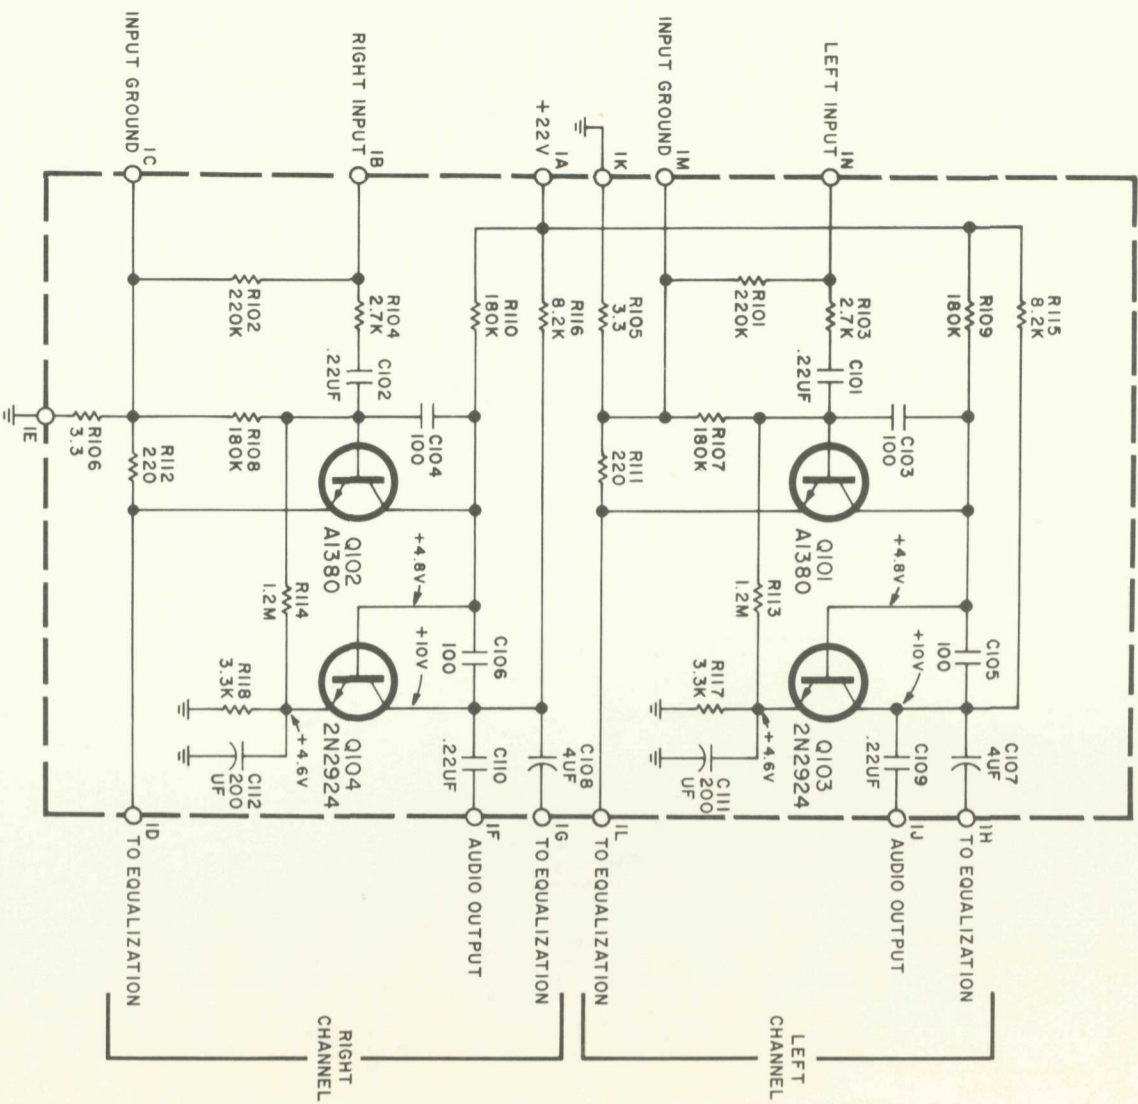 R115
8.2K
R109
180K
C105
100
C107
4UF
1H
TO EQUALIZATION
C103
100
+4.8V
+10V
C109
.22UF
1J
AUDIO OUTPUT
LEFT INPUT
1N
R103
2.7K
C101
.22UF
Q101
A1380
Q103
2N2924
R101
220K
R107
180K
R113
1.2M
+4.6V
R117
3.3K
C111
200
UF
LEFT
CHANNEL
INPUT GROUND
1M
1K
R105
3.3
R111
220
1L
TO EQUALIZATION
+22V
1A
R116
8.2K
C108
4UF
1G
TO EQUALIZATION
R110
180K
C106
100
C110
.22UF
1F
AUDIO OUTPUT
C104
100
+4.8V
+10V
RIGHT INPUT
1B
R104
2.7K
C102
.22UF
Q102
A1380
Q104
2N2924
R102
220K
R108
180K
R114
1.2M
+4.6V
R118
3.3K
C112
200
UF
RIGHT
CHANNEL
INPUT GROUND
1C
R112
220
1D
TO EQUALIZATION
R106
3.3
1E